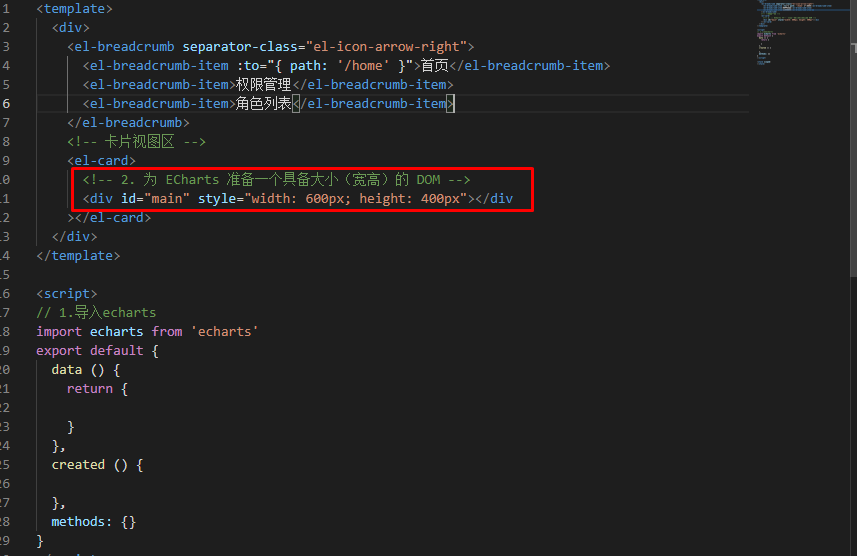 1 <template>
2 <div>
3 <el-breadcrumb separator-class="el-icon-arrow-right">
4 <el-breadcrumb-item :to="{ path: '/home' }">首页</el-breadcrumb-item>
5 <el-breadcrumb-item>权限管理</el-breadcrumb-item>
6 <el-breadcrumb-item>角色列表</el-breadcrumb-item>
7 </el-breadcrumb>
8 <!-- 卡片视图区 -->
9 <el-card>
10 <!-- 2. 为 ECharts 准备一个具备大小（宽高）的 DOM -->
11 <div id="main" style="width: 600px; height: 400px"></div
12 ></el-card>
13 </div>
14 </template>
15
16 <script>
17 // 1.导入echarts
18 import echarts from 'echarts'
19 export default {
20 data () {
21 return {
22
23 }
24 },
25 created () {
26
27 },
28 methods: {}
29 }